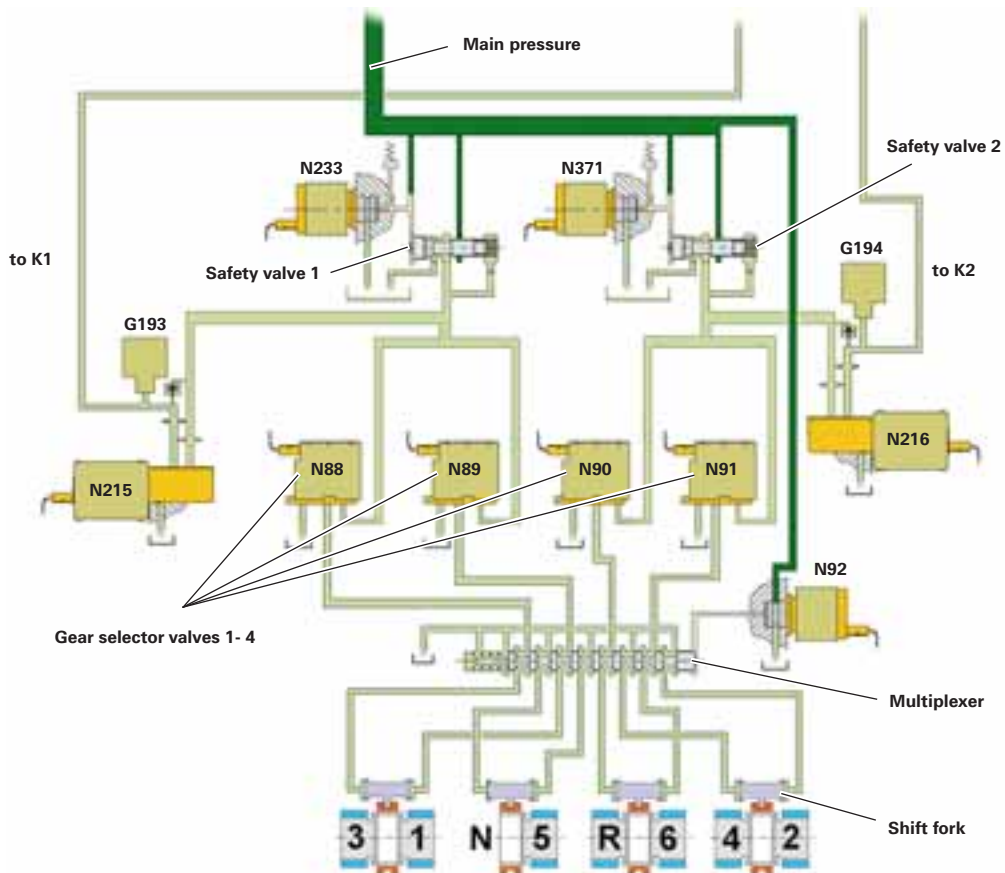 Main pressure
Safety valve 2
N233
N371
G194
to K1
to K2
Safety valve 1
G193
N216
N88
N89
N90
N91
N215
N92
Gear selector valves 1- 4
Multiplexer
Shift fork
3 1 N 5 R 6 4 2